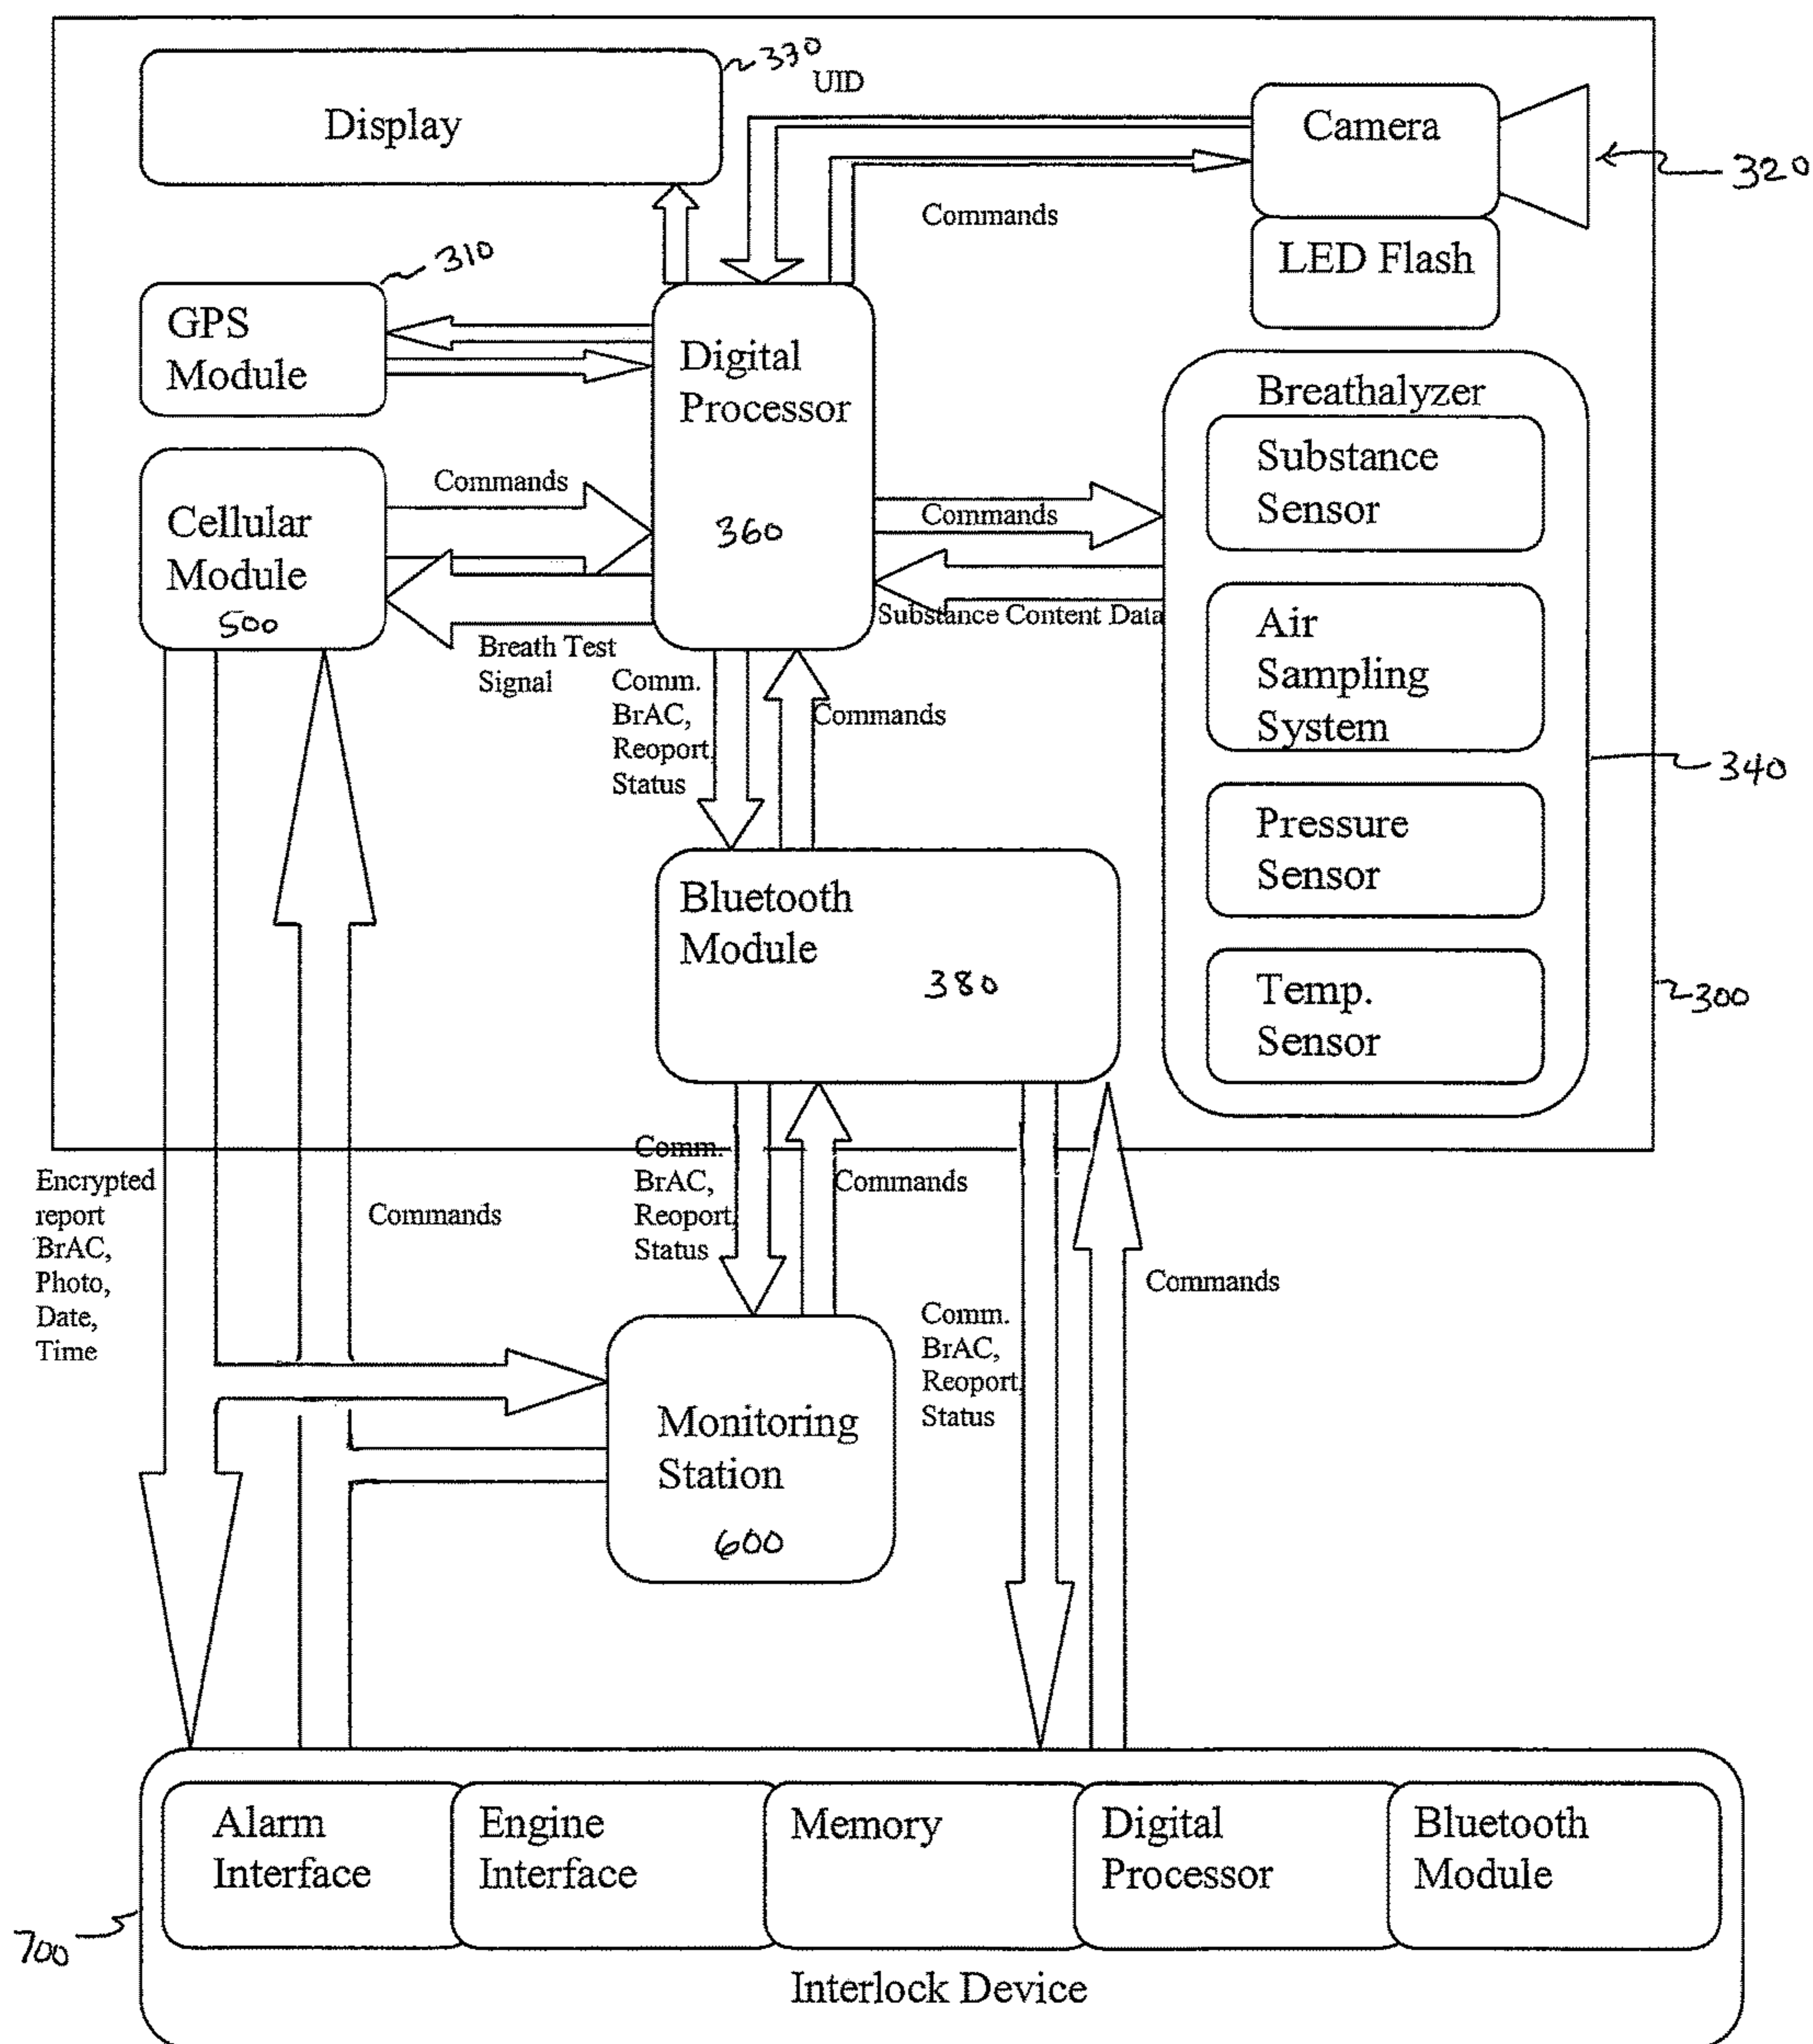 330
UID
Display
Camera
320
Commands
LED Flash
310
GPS
Module
Digital
Processor
360
Breathalyzer
Substance
Sensor
Air
Sampling
System
Pressure
Sensor
Temp.
Sensor
340
300
Commands
Cellular
Module
500
Breath Test
Signal
Commands
Substance Content Data
Comm.
BrAC,
Reoport,
Status
Commands
Bluetooth
Module
380
Encrypted
report
BrAC,
Photo,
Date,
Time
Commands
Comm.
BrAC,
Reoport,
Status
Commands
Comm.
BrAC,
Reoport,
Status
Commands
Monitoring
Station
600
Alarm
Interface
Engine
Interface
Memory
Digital
Processor
Bluetooth
Module
700
Interlock Device